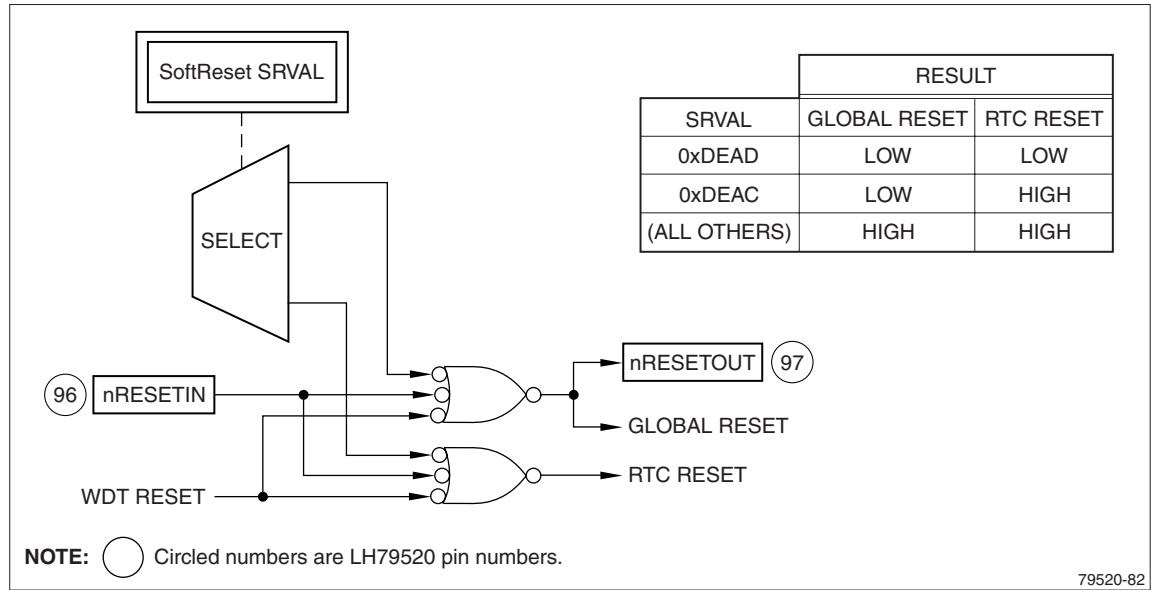 SoftReset SRVAL
RESULT
SRVAL GLOBAL RESET RTC RESET
0xDEAD LOW LOW
0xDEAC LOW HIGH
(ALL OTHERS) HIGH HIGH
SELECT
nRESETOUT 97
96 nRESETIN
GLOBAL RESET
RTC RESET
WDT RESET
NOTE: Circled numbers are LH79520 pin numbers.
79520-82